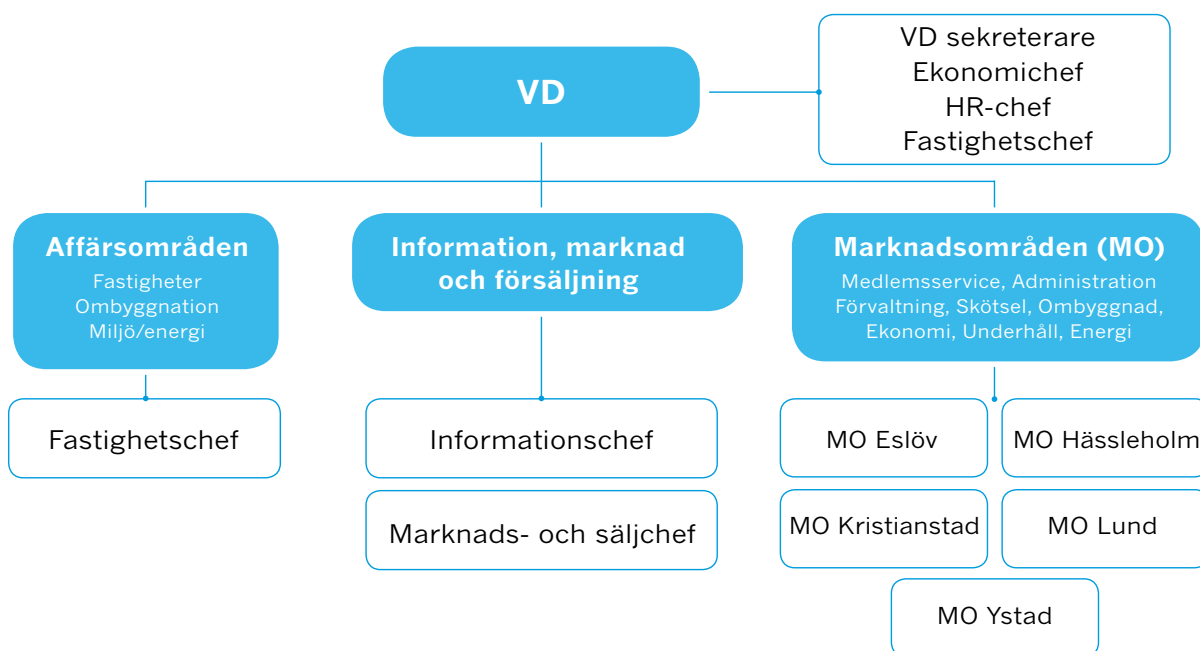 VD
VD sekreterare
Ekonomichef
HR-chef
Fastighetschef
Affärsområden
Fastigheter
Ombyggnation
Miljö/energi
Fastighetschef
Information, marknad
och försäljning
Informationschef
Marknads- och säljchef
Marknadsområden (MO)
Medlemsservice, Administration
Förvaltning, Skötsel, Ombyggnad,
Ekonomi, Underhåll, Energi
MO Eslöv
MO Hässleholm
MO Kristianstad
MO Lund
MO Ystad